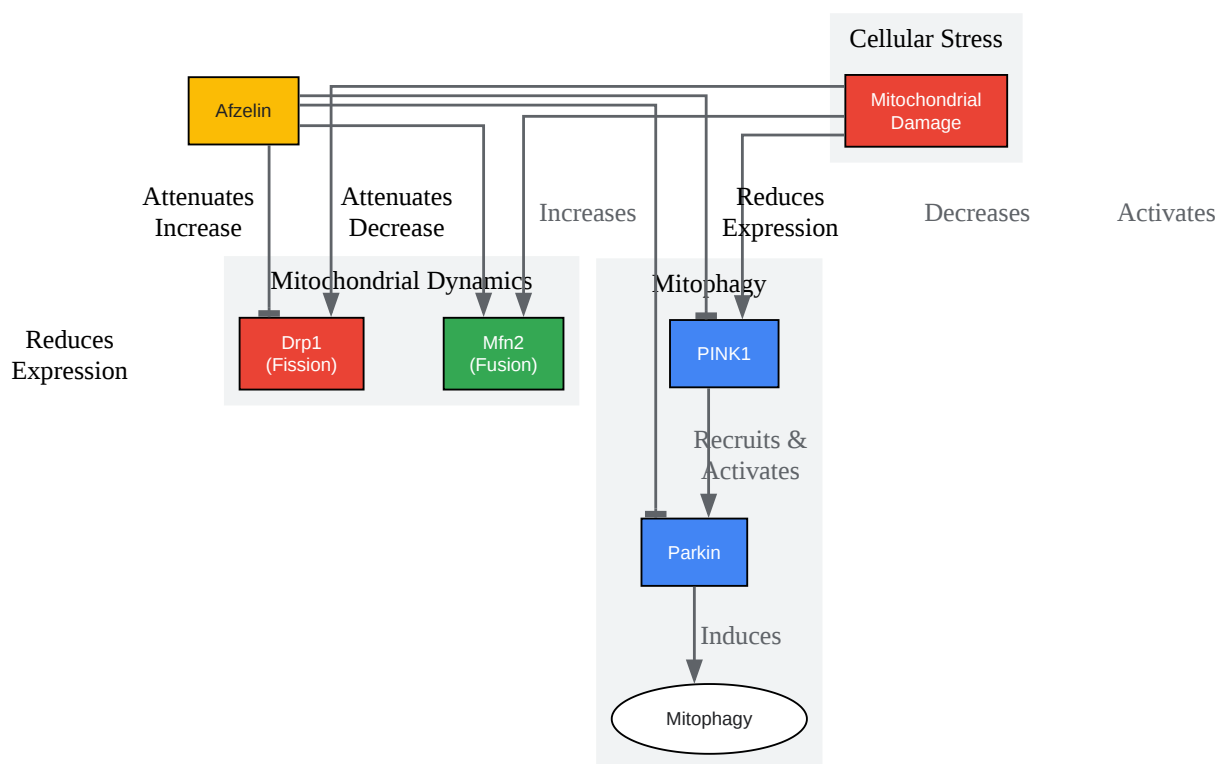 Cellular Stress
Afzelin
Mitochondrial
Damage
Attenuates
Increase
Attenuates
Decrease
Increases
Reduces
Expression
Decreases
Activates
Mitochondrial Dynamics
Mitophagy
Reduces
Expression
Drp1
(Fission)
Mfn2
(Fusion)
PINK1
Recruits &
Activates
Parkin
Induces
Mitophagy